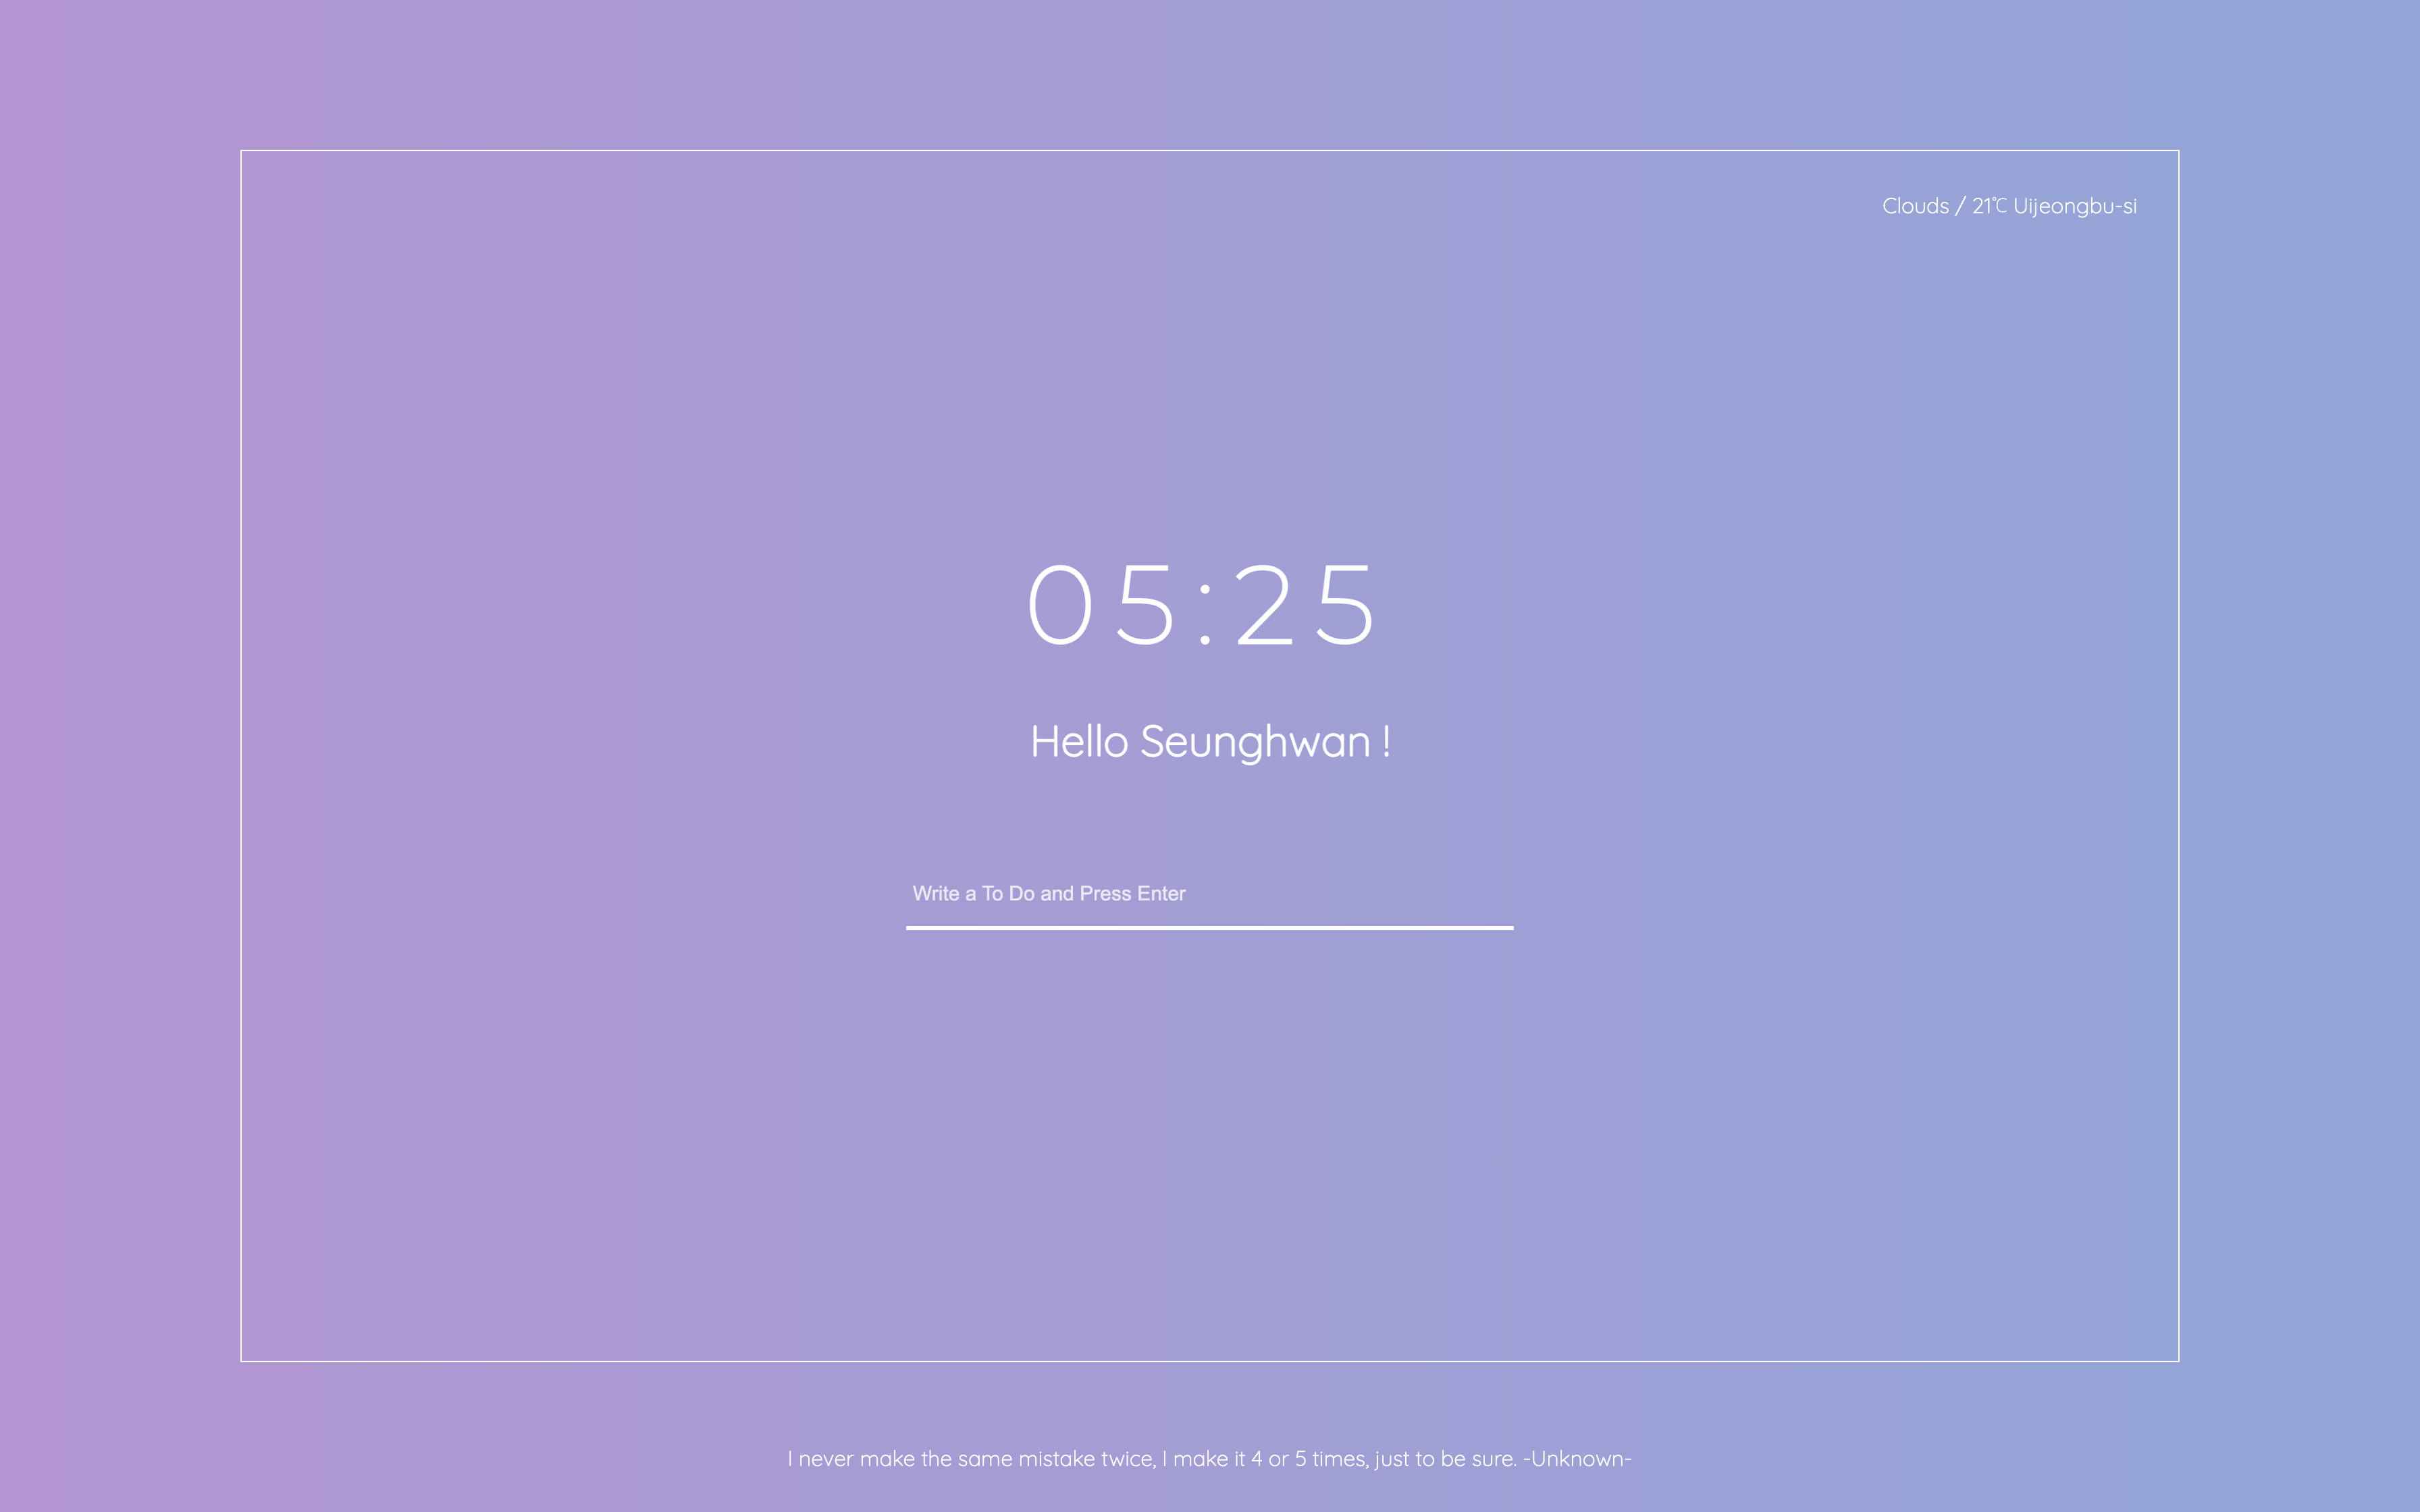 Clouds / 21℃ Uijeongbu-si
05:25
Hello Seunghwan !
Write a To Do and Press Enter
I never make the same mistake twice, I make it 4 or 5 times, just to be sure. -Unknown-